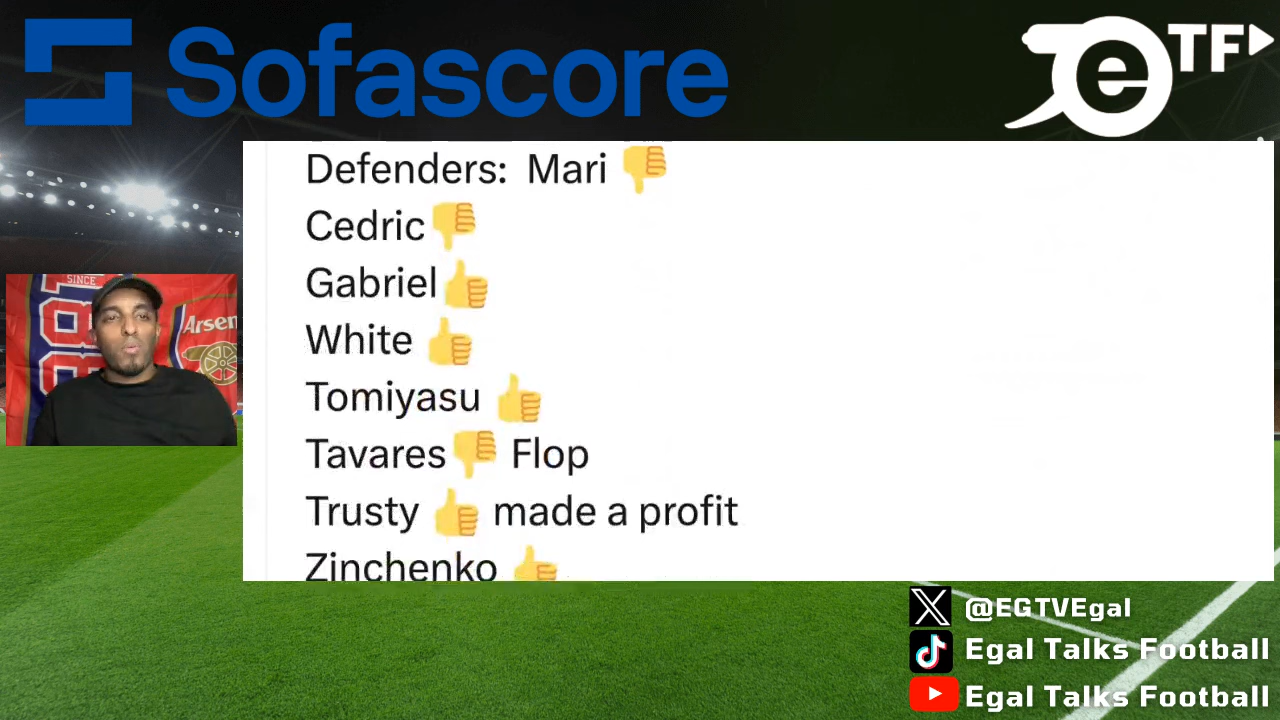 Sofascore
eTF
Defenders: Mari 👎
Cedric👎
Gabriel👍
White 👍
Tomiyasu 👍
Tavares👎 Flop
Trusty 👍 made a profit
Zinchenko 👍
SINCE
Arsen
@EGTVEgal
Egal Talks Football
Egal Talks Football